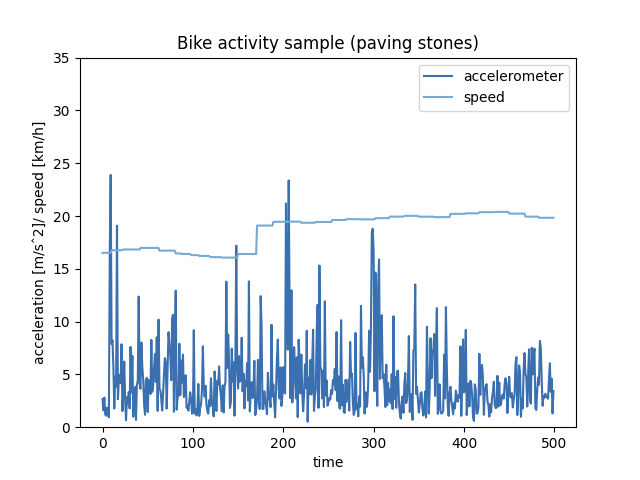 Bike activity sample (paving stones)
accelerometer
speed
35
30
25
20
15
10
5
0
acceleration [m/s^2]/ speed [km/h]
0 100 200 300 400 500
time